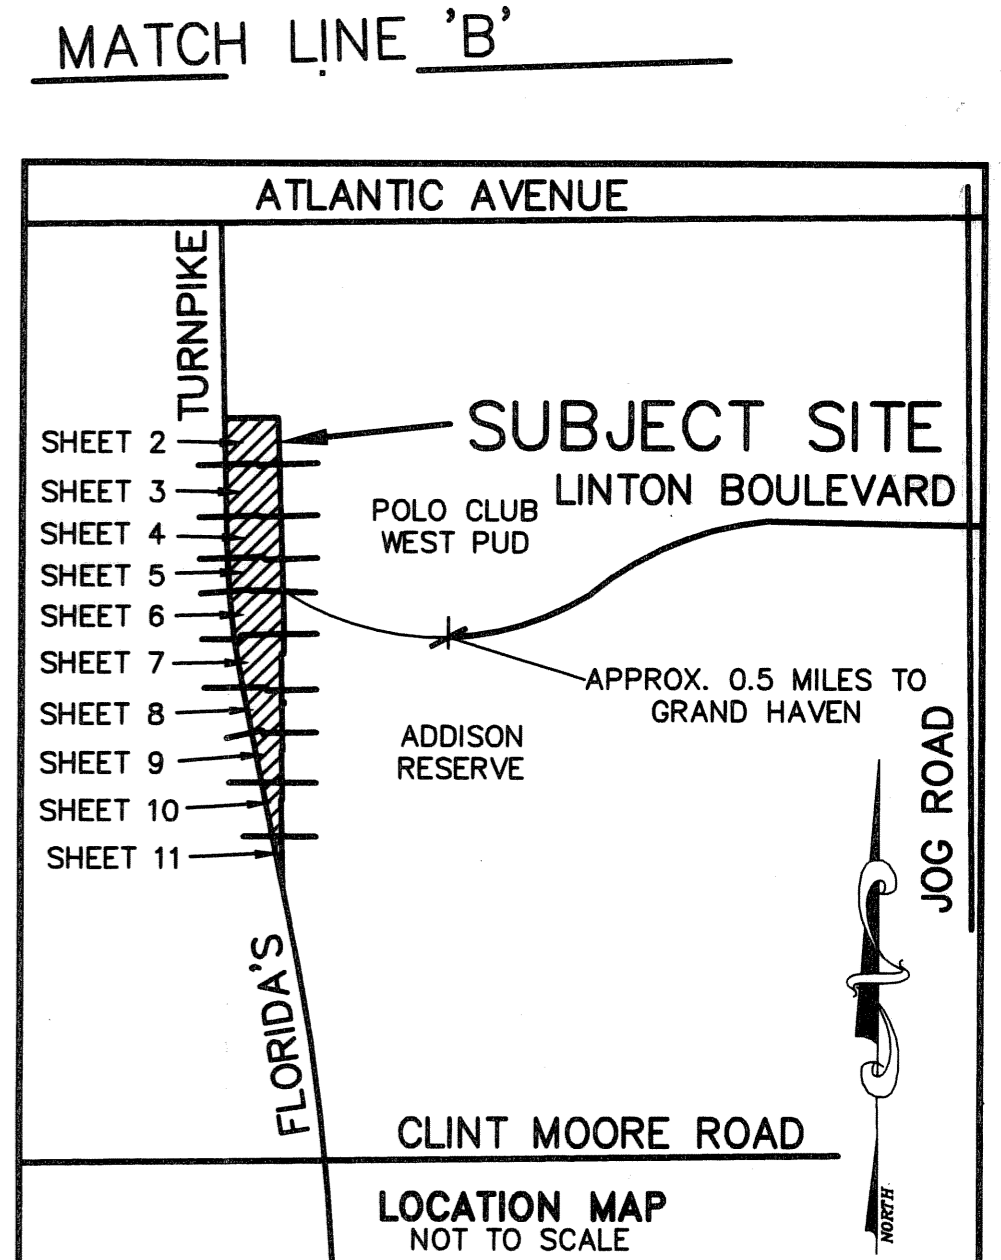 MATCH LINE 'B'
ATLANTIC AVENUE
TURNPIKE
SUBJECT SITE
LINTON BOULEVARD
SHEET 2
SHEET 3
SHEET 4
SHEET 5
SHEET 6
SHEET 7
SHEET 8
SHEET 9
SHEET 10
SHEET 11
POLO CLUB
WEST PUD
APPROX. 0.5 MILES TO
GRAND HAVEN
ADDISON
RESERVE
JOG ROAD
FLORIDA'S
CLINT MOORE ROAD
LOCATION MAP
NOT TO SCALE
NORTH